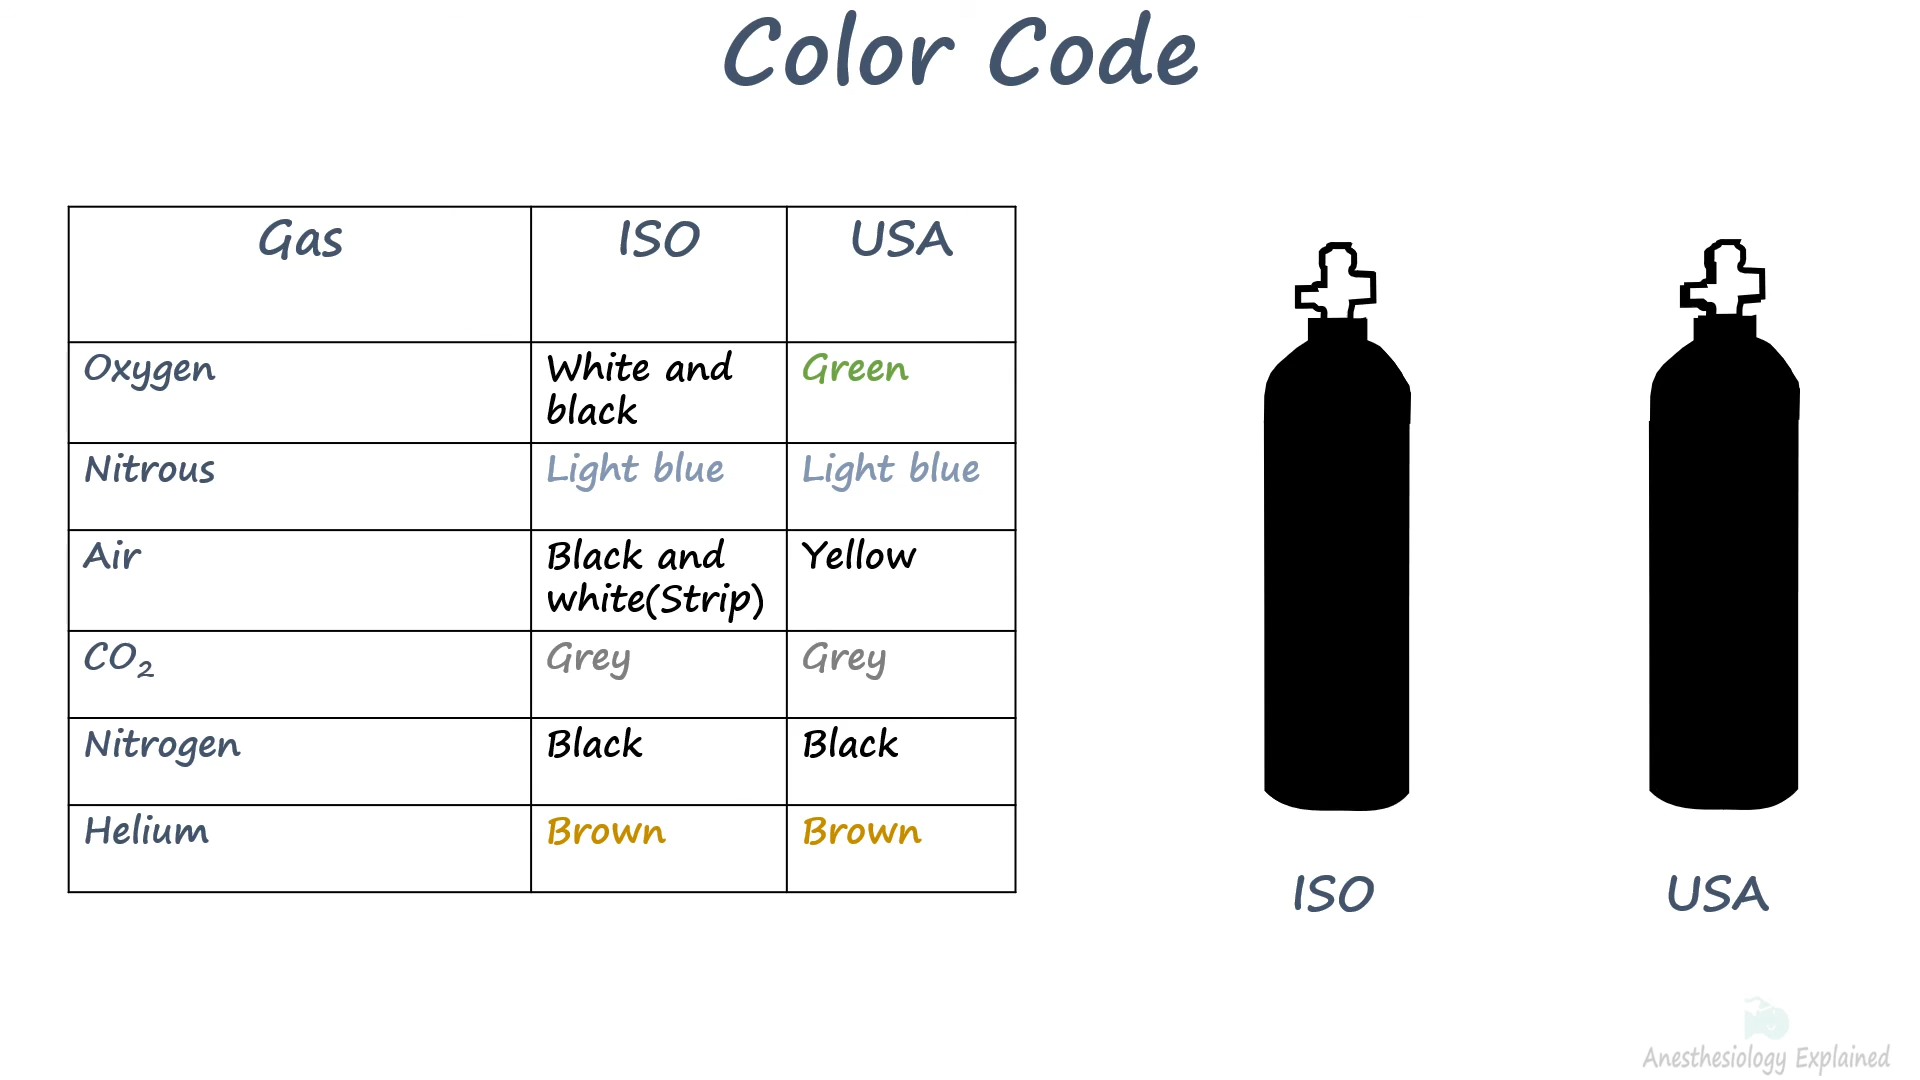 Color Code
Gas ISO USA
Oxygen White and black Green
Nitrous Light blue Light blue
Air Black and white(Strip) Yellow
CO₂ Grey Grey
Nitrogen Black Black
Helium Brown Brown
ISO USA
Anesthesiology Explained